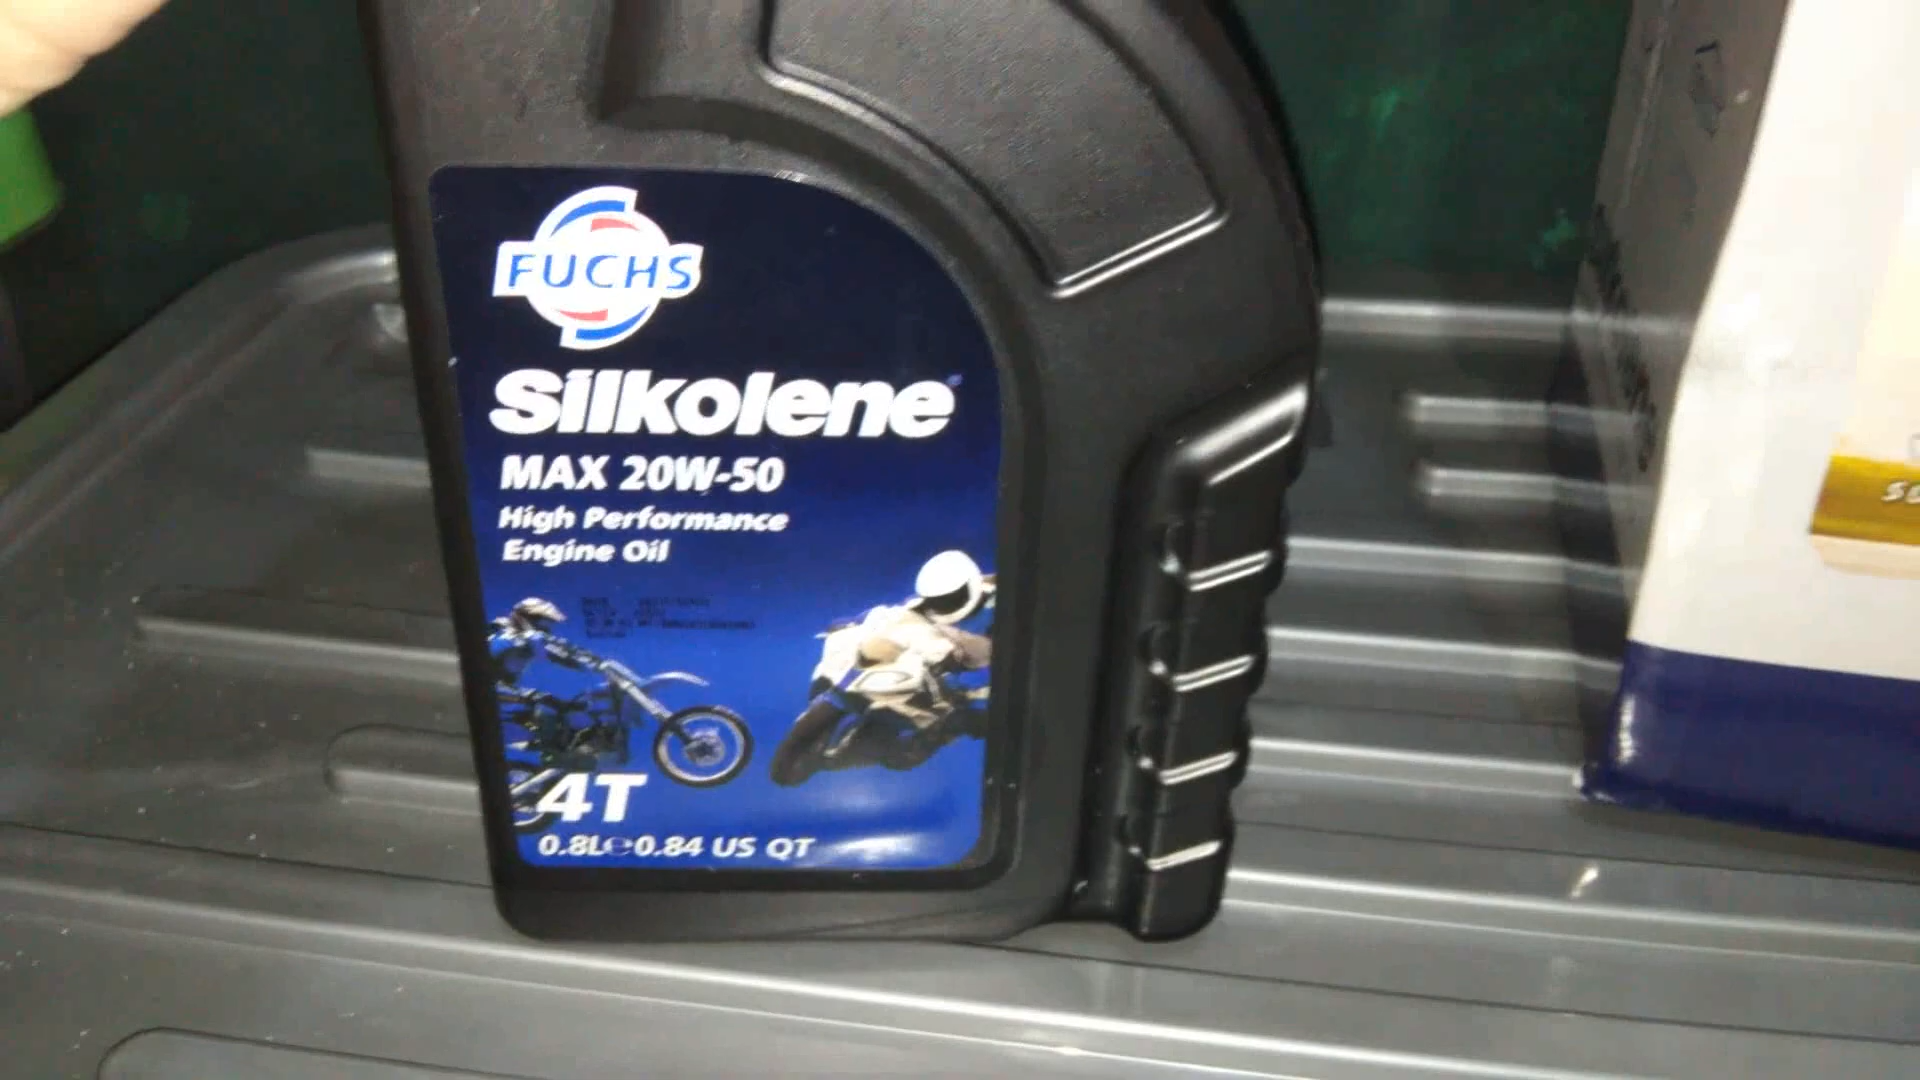 FUCHS
Silkolene
MAX 20W-50
High Performance
Engine Oil
4T
0.8L℮0.84 US QT